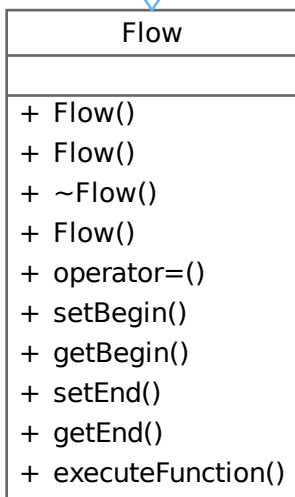 Flow
+ Flow()
+ Flow()
+ ~Flow()
+ Flow()
+ operator=()
+ setBegin()
+ getBegin()
+ setEnd()
+ getEnd()
+ executeFunction()